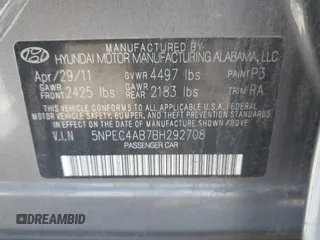 MANUFACTURED BY
HYUNDAI MOTOR MANUFACTURING ALABAMA, LLC
Apr/29/11 GVWR 4497 lbs PAINT P3
GAWR FRONT 2425 lbs GAWR REAR 2183 lbs TRIM RA
THIS VEHICLE CONFORMS TO ALL APPLICABLE
FEDERAL MOTOR VEHICLE SAFETY, BUMPER, AND THEFT
PREVENTION STANDARDS IN EFFECT ON THE DATE
OF MANUFACTURE SHOWN ABOVE.
V.I.N 5NPEC4AB7BH292708
PASSENGER CAR
DREAMBID